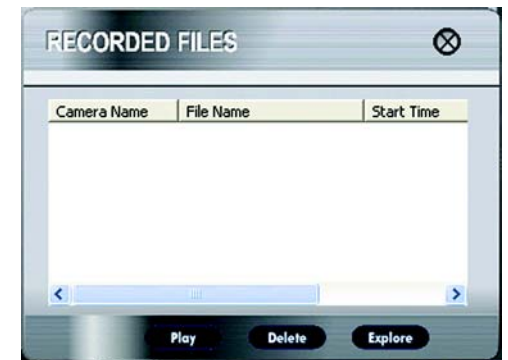 RECORDED FILES
Camera Name File Name Start Time
Play Delete Explore